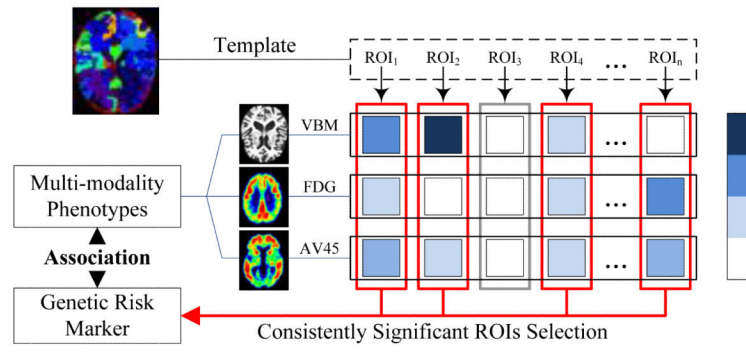 Template
ROI1 ROI2 ROI3 ROI4 ... ROIn
VBM
Multi-modality
Phenotypes
FDG
...
...
AV45
...
Association
Genetic Risk
Marker
Consistently Significant ROIs Selection